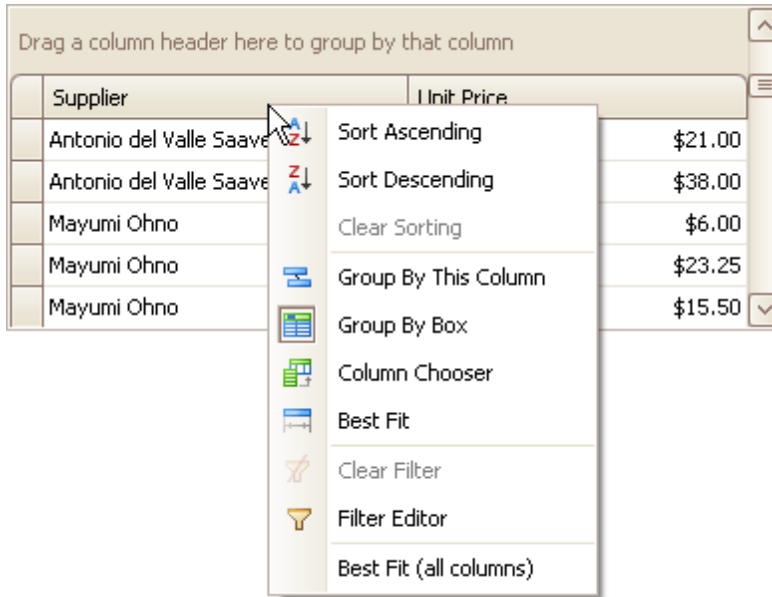 Drag a column header here to group by that column
Supplier Unit Price
Antonio del Valle Saave $21.00
Antonio del Valle Saave $38.00
Mayumi Ohno $6.00
Mayumi Ohno $23.25
Mayumi Ohno $15.50
Sort Ascending
Sort Descending
Clear Sorting
Group By This Column
Group By Box
Column Chooser
Best Fit
Clear Filter
Filter Editor
Best Fit (all columns)